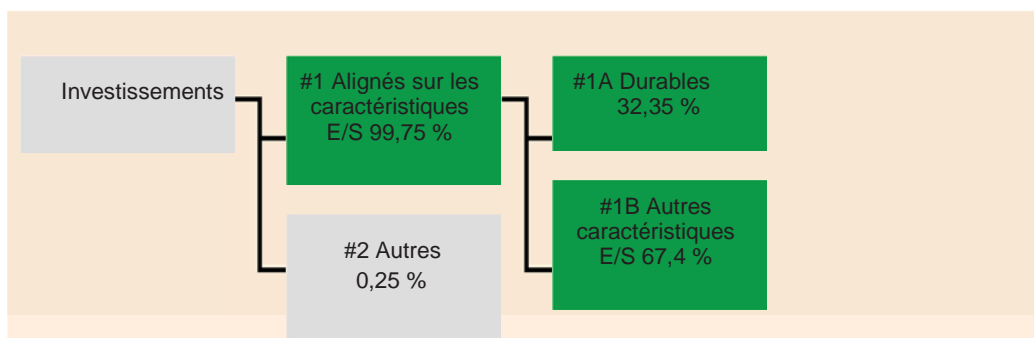 Investissements
#1 Alignés sur les
caractéristiques
E/S 99,75 %
#1A Durables
32,35 %
#1B Autres
caractéristiques
E/S 67,4 %
#2 Autres
0,25 %